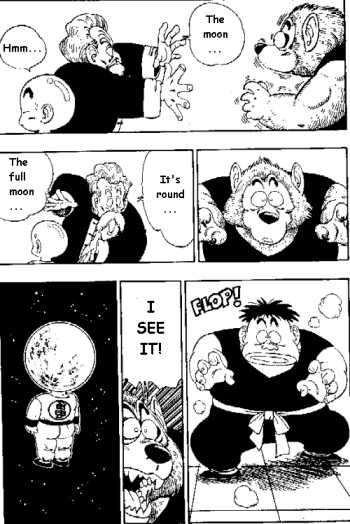 Hmm...
The
moon
...
The
full
moon
...
It's
round
...
I
SEE
IT!
FLOP!